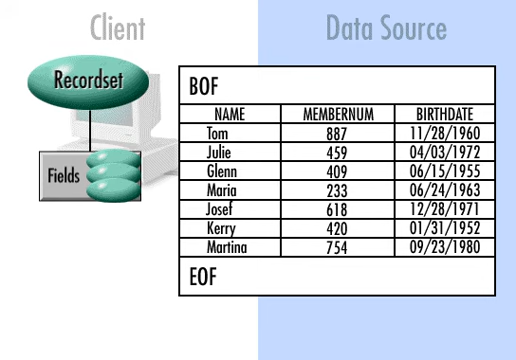 Client
Data Source
Recordset
Fields
BOF
NAME MEMBERNUM BIRTHDATE
Tom 887 11/28/1960
Julie 459 04/03/1972
Glenn 409 06/15/1955
Maria 233 06/24/1963
Josef 618 12/28/1971
Kerry 420 01/31/1952
Martina 754 09/23/1980
EOF